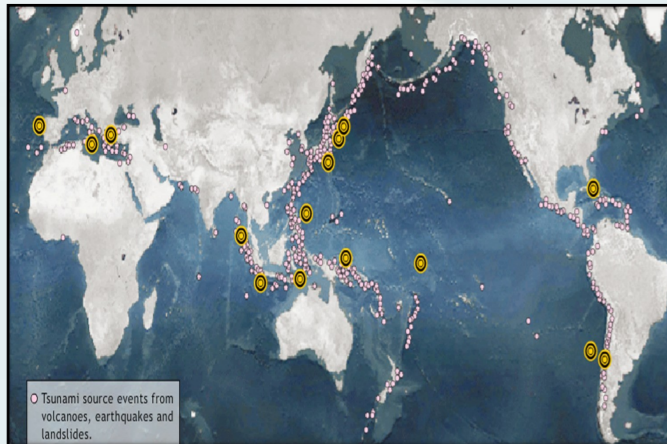 Tsunami source events from
volcanoes, earthquakes and
landslides.